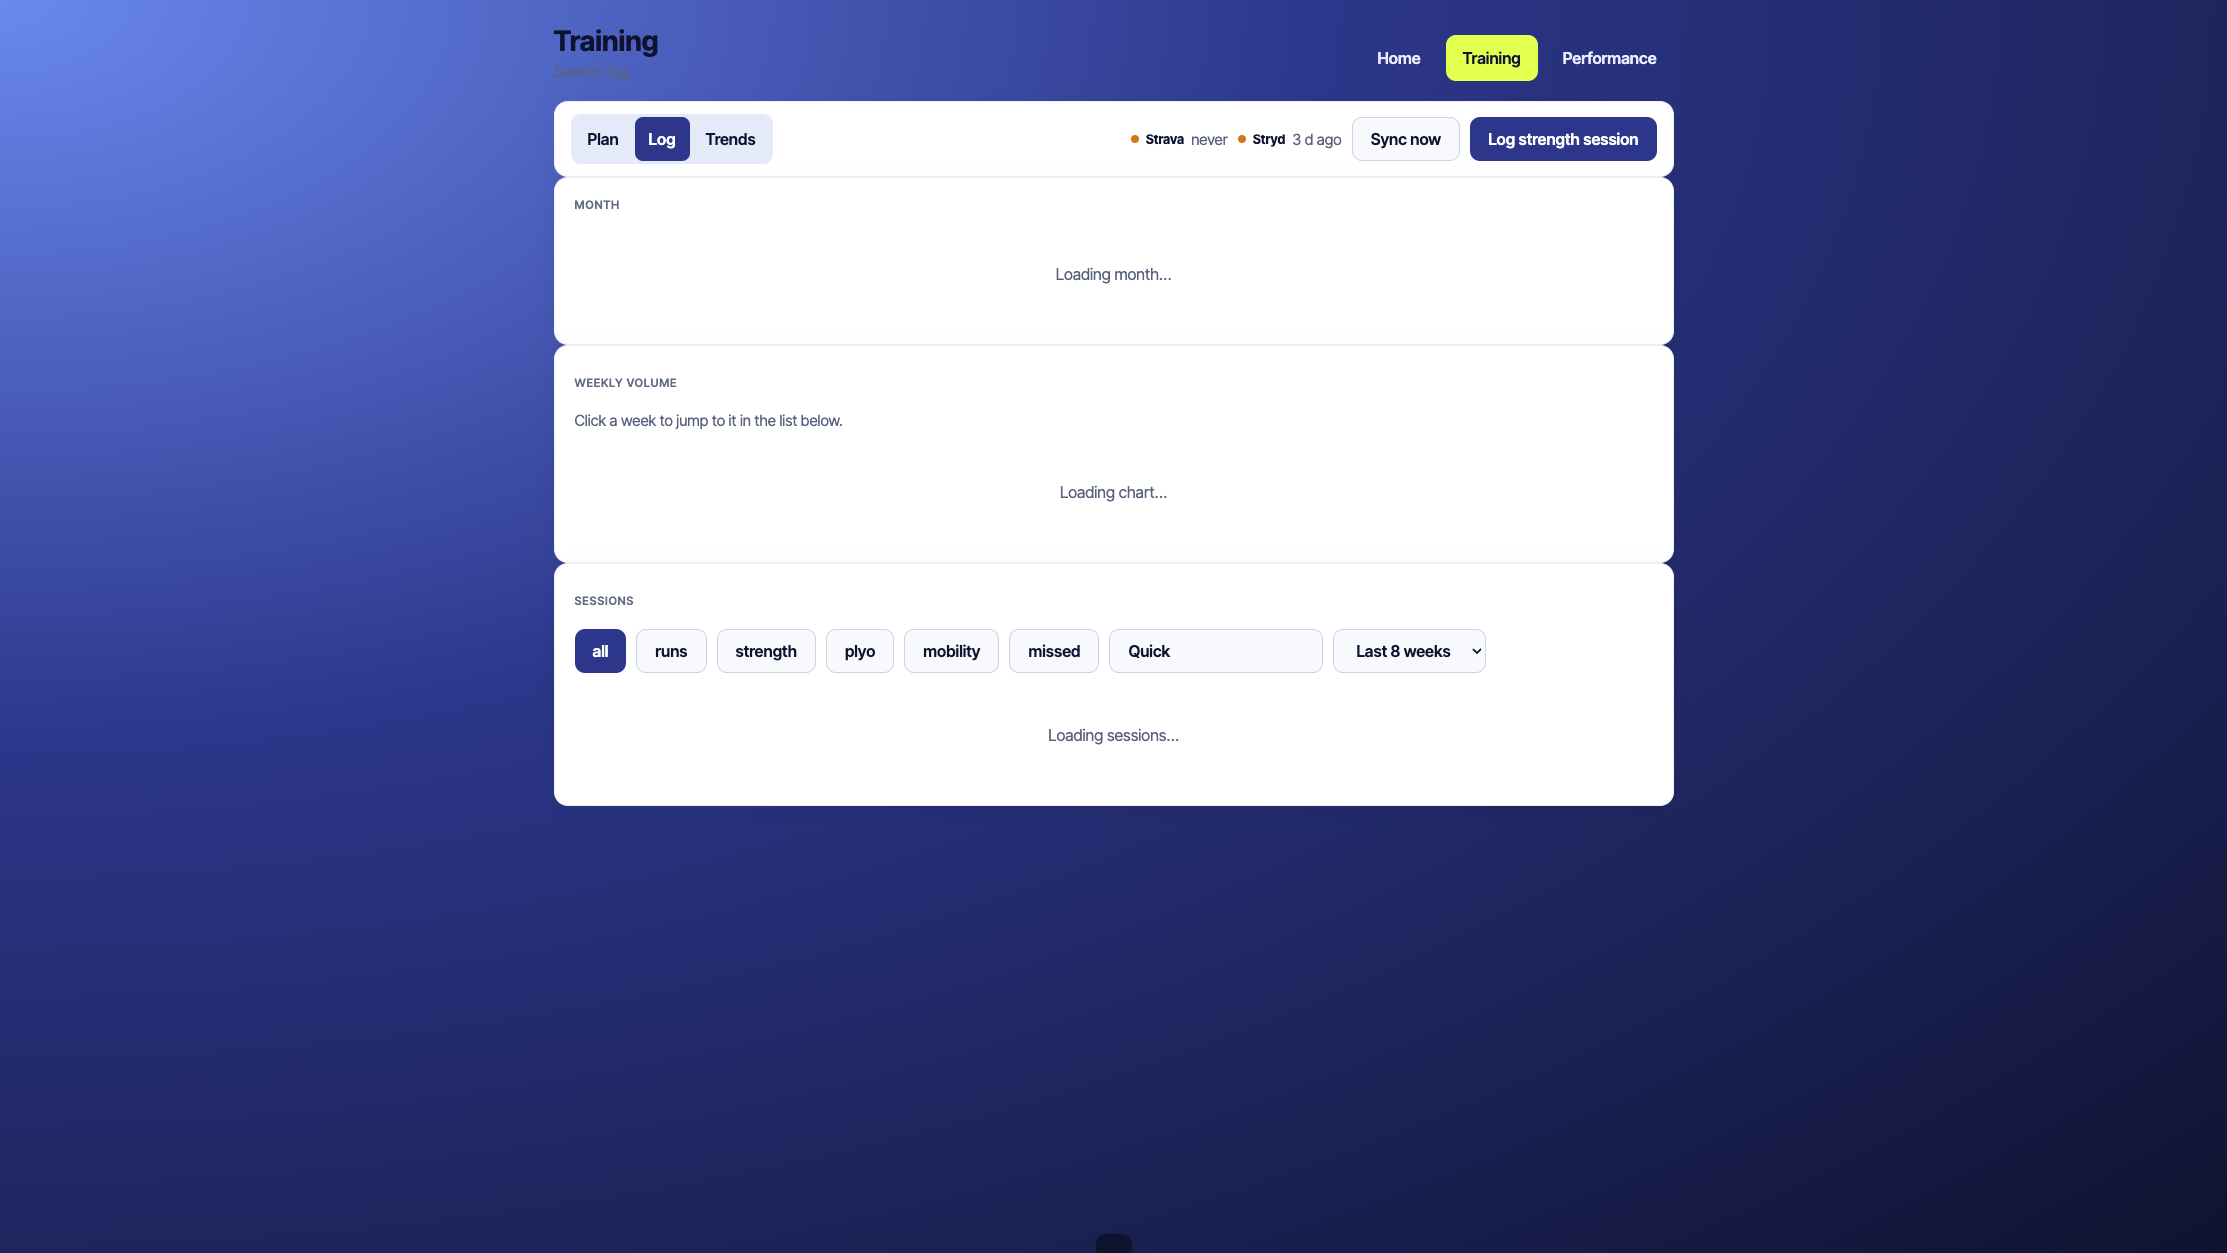 Training
Session log
Home
Training
Performance
Plan
Log
Trends
Strava never
Stryd 3 d ago
Sync now
Log strength session
MONTH
Loading month...
WEEKLY VOLUME
Click a week to jump to it in the list below.
Loading chart...
SESSIONS
all
runs
strength
plyo
mobility
missed
Quick
Last 8 weeks
Loading sessions...